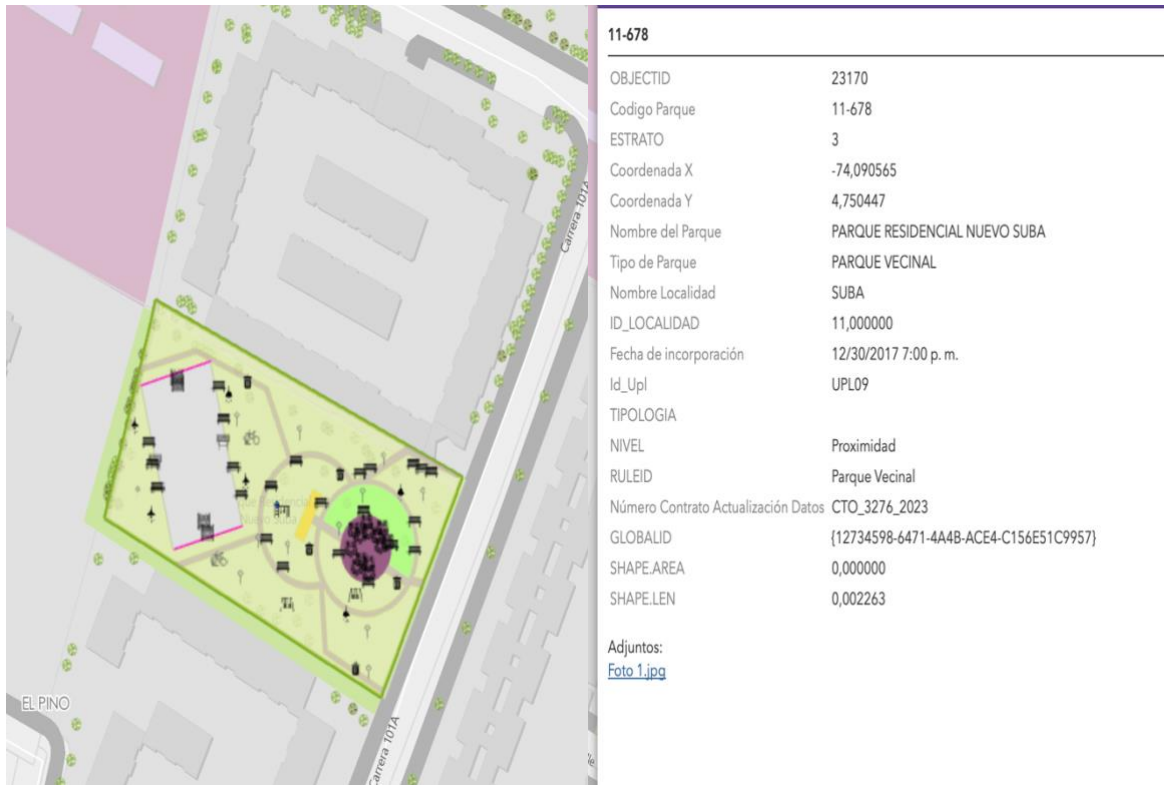 Carrera 101A
Nuevo Suba
EL PINO
Carrera 101A
11-678
OBJECTID 23170
Codigo Parque 11-678
ESTRATO 3
Coordenada X -74,090565
Coordenada Y 4,750447
Nombre del Parque PARQUE RESIDENCIAL NUEVO SUBA
Tipo de Parque PARQUE VECINAL
Nombre Localidad SUBA
ID_LOCALIDAD 11,000000
Fecha de incorporación 12/30/2017 7:00 p. m.
Id_Upl UPL09
TIPOLOGIA
NIVEL Proximidad
RULEID Parque Vecinal
Número Contrato Actualización Datos CTO_3276_2023
GLOBALID {12734598-6471-4A4B-ACE4-C156E51C9957}
SHAPE.AREA 0,000000
SHAPE.LEN 0,002263
Adjuntos:
Foto 1.jpg